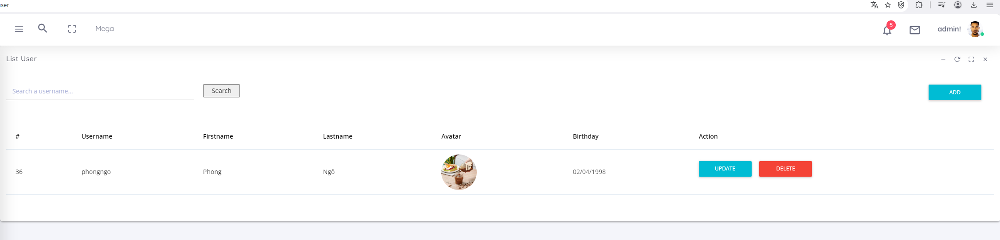 Mega
5
admin!
List User
Search a username...
Search
ADD
# Username Firstname Lastname Avatar Birthday Action
36 phongngo Phong Ngô 02/04/1998 UPDATE DELETE